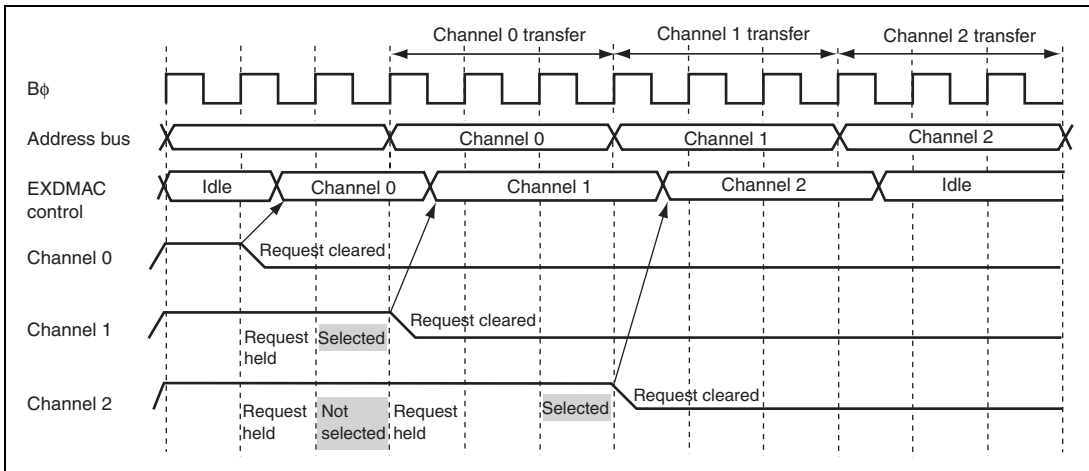 Channel 0 transfer Channel 1 transfer Channel 2 transfer
Bφ
Address bus Channel 0 Channel 1 Channel 2
EXDMAC
control
Idle Channel 0 Channel 1 Channel 2 Idle
Channel 0 Request cleared
Channel 1 Request cleared
Request
held
Selected
Channel 2 Request cleared
Request
held
Not
selected
Request
held
Selected